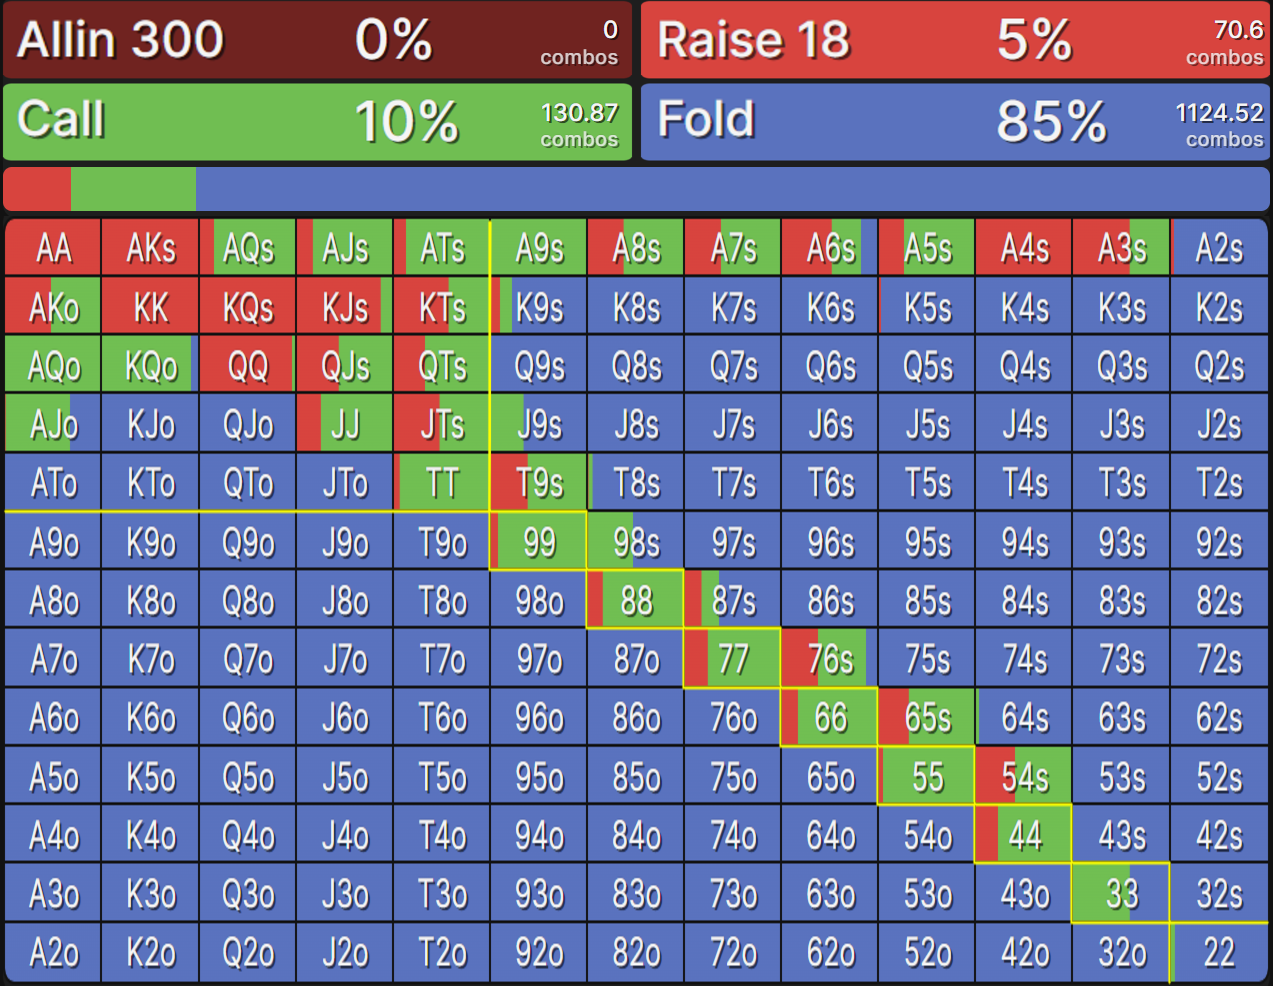 Allin 300 0% 0 combos
Raise 18 5% 70.6 combos
Call 10% 130.87 combos
Fold 85% 1124.52 combos
AA AKs AQs AJs ATs A9s A8s A7s A6s A5s A4s A3s A2s
AKo KK KQs KJs KTs K9s K8s K7s K6s K5s K4s K3s K2s
AQo KQo QQ QJs QTs Q9s Q8s Q7s Q6s Q5s Q4s Q3s Q2s
AJo KJo QJo JJ JTs J9s J8s J7s J6s J5s J4s J3s J2s
ATo KTo QTo JTo TT T9s T8s T7s T6s T5s T4s T3s T2s
A9o K9o Q9o J9o T9o 99 98s 97s 96s 95s 94s 93s 92s
A8o K8o Q8o J8o T8o 98o 88 87s 86s 85s 84s 83s 82s
A7o K7o Q7o J7o T7o 97o 87o 77 76s 75s 74s 73s 72s
A6o K6o Q6o J6o T6o 96o 86o 76o 66 65s 64s 63s 62s
A5o K5o Q5o J5o T5o 95o 85o 75o 65o 55 54s 53s 52s
A4o K4o Q4o J4o T4o 94o 84o 74o 64o 54o 44 43s 42s
A3o K3o Q3o J3o T3o 93o 83o 73o 63o 53o 43o 33 32s
A2o K2o Q2o J2o T2o 92o 82o 72o 62o 52o 42o 32o 22